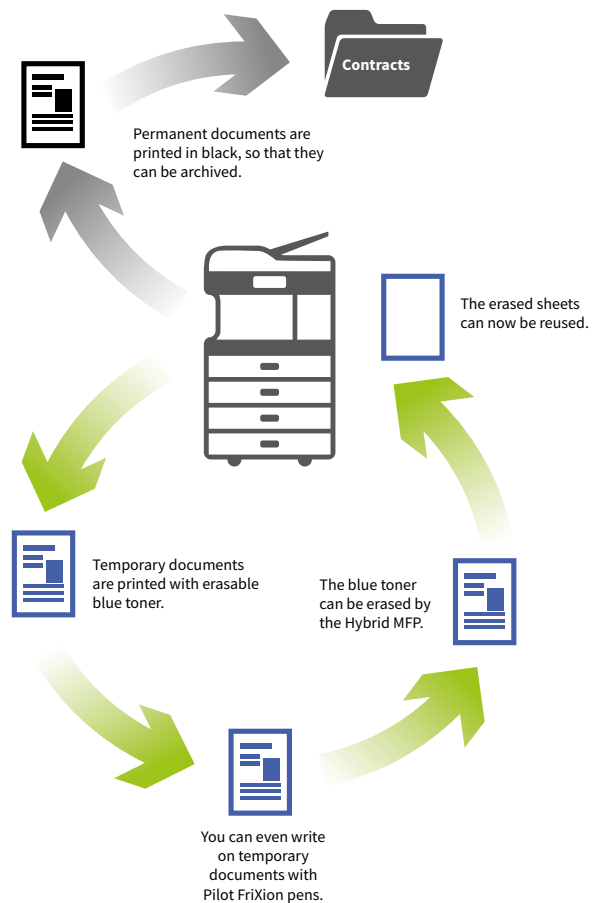 Contracts
Permanent documents are
printed in black, so that they
can be archived.
The erased sheets
can now be reused.
Temporary documents
are printed with erasable
blue toner.
The blue toner
can be erased by
the Hybrid MFP.
You can even write
on temporary
documents with
Pilot FriXion pens.